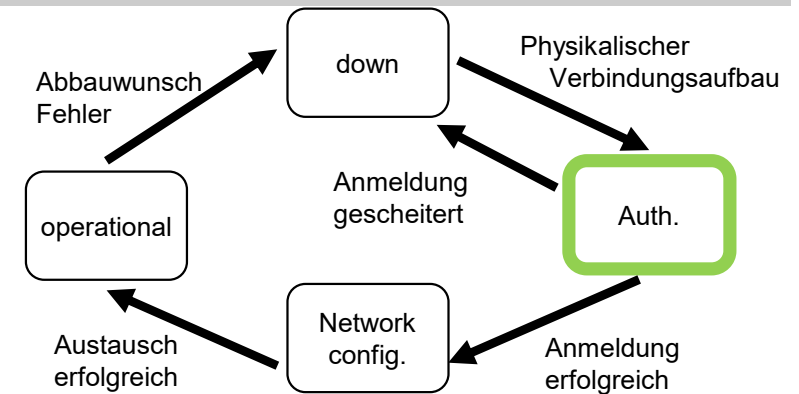 down
Physikalischer
Verbindungsaufbau
Abbauwunsch
Fehler
Anmeldung
gescheitert
operational
Auth.
Network
config.
Austausch
erfolgreich
Anmeldung
erfolgreich